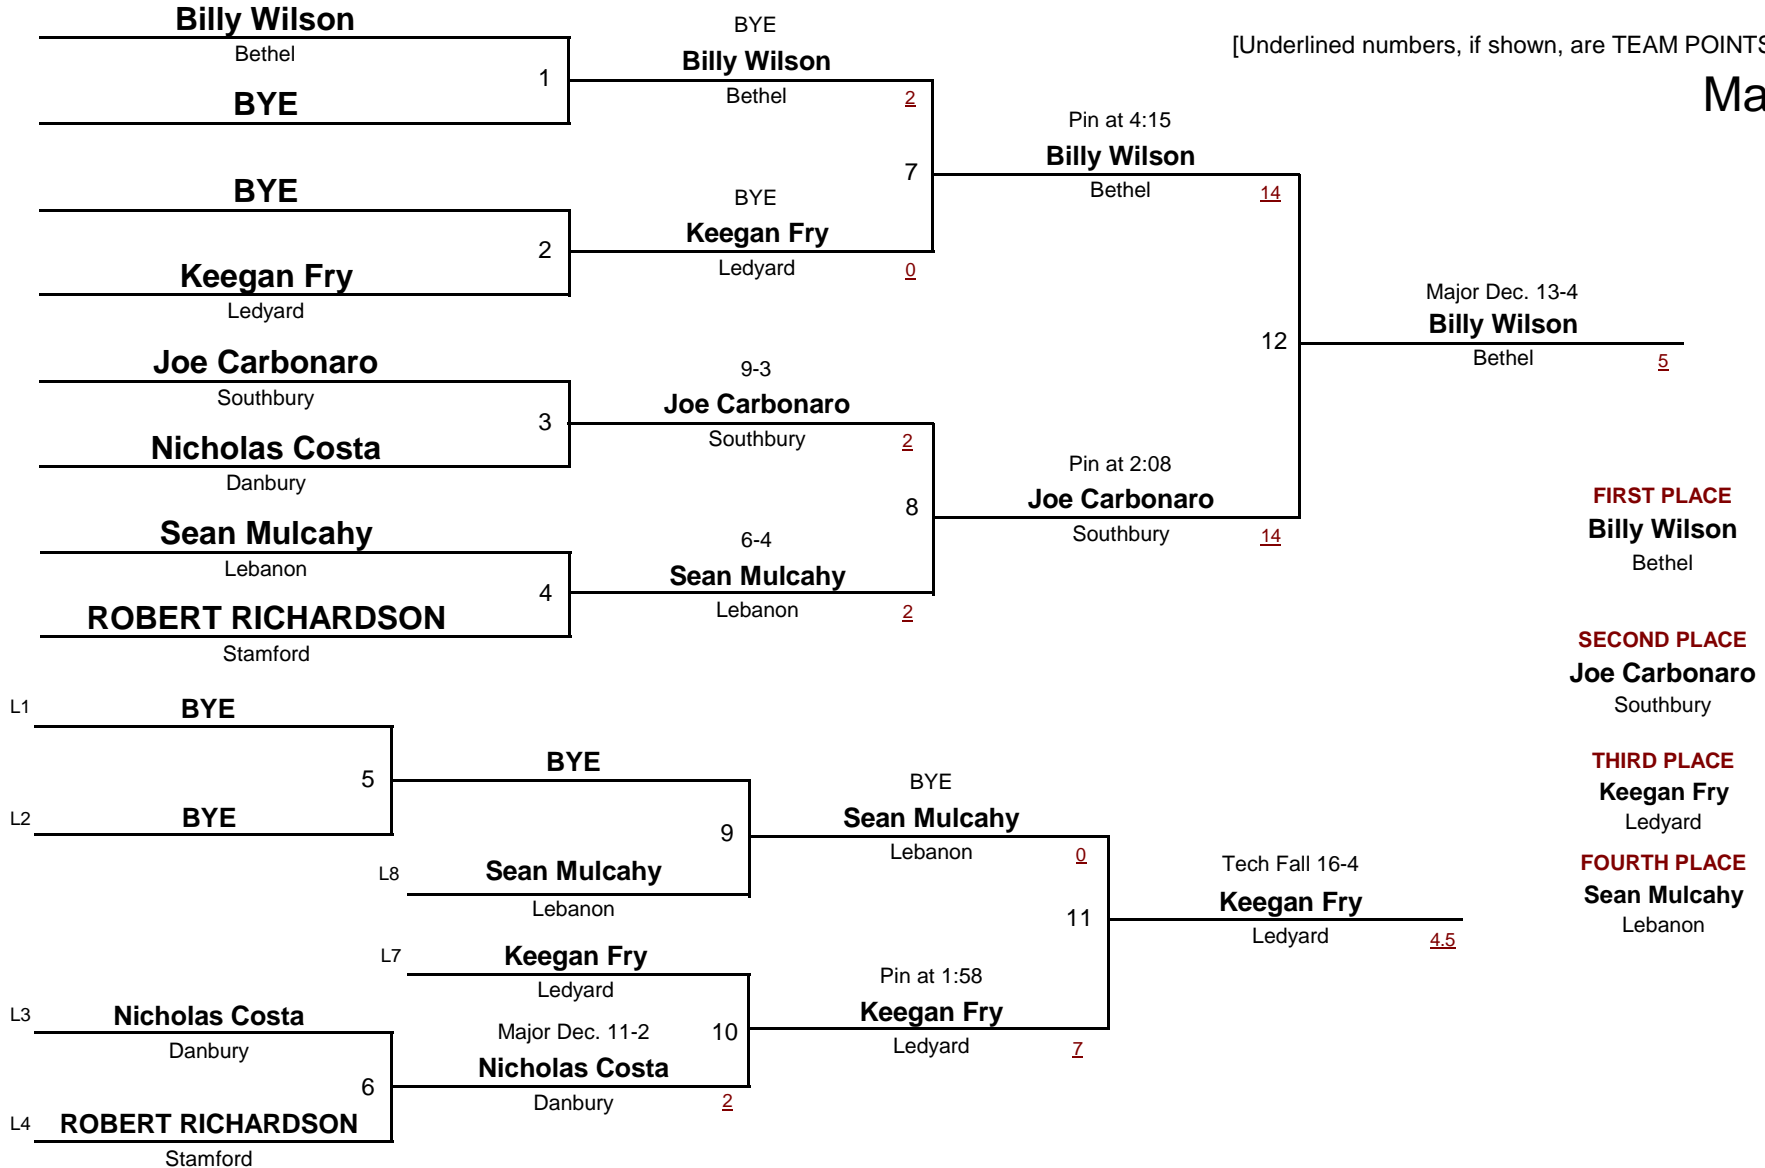 Billy Wilson
Bethel
1
BYE
BYE
2
Keegan Fry
Ledyard
Joe Carbonaro
Southbury
3
Nicholas Costa
Danbury
Sean Mulcahy
Lebanon
4
ROBERT RICHARDSON
Stamford
BYE
Billy Wilson
Bethel 2
7
BYE
Keegan Fry
Ledyard 0
9-3
Joe Carbonaro
Southbury 2
8
6-4
Sean Mulcahy
Lebanon 2
Pin at 4:15
Billy Wilson
Bethel 14
12
Pin at 2:08
Joe Carbonaro
Southbury 14
[Underlined numbers, if shown, are TEAM POINTS
Ma
Major Dec. 13-4
Billy Wilson
Bethel 5
FIRST PLACE
Billy Wilson
Bethel
SECOND PLACE
Joe Carbonaro
Southbury
THIRD PLACE
Keegan Fry
Ledyard
FOURTH PLACE
Sean Mulcahy
Lebanon
L1 BYE
5
L2 BYE
L3 Nicholas Costa
Danbury
6
L4 ROBERT RICHARDSON
Stamford
BYE
9
L8 Sean Mulcahy
Lebanon
L7 Keegan Fry
Ledyard
10
Major Dec. 11-2
Nicholas Costa
Danbury 2
BYE
Sean Mulcahy
Lebanon 0
11
Pin at 1:58
Keegan Fry
Ledyard 7
Tech Fall 16-4
Keegan Fry
Ledyard 4.5